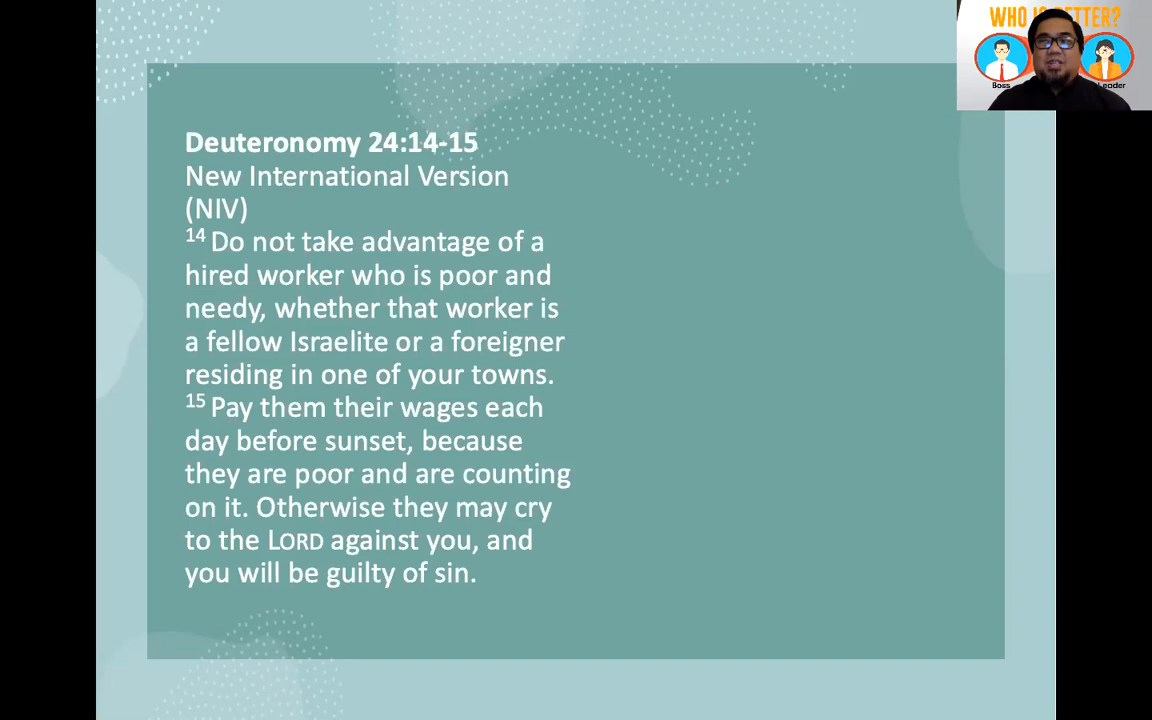 WHO IS BETTER?
Boss
Leader
Deuteronomy 24:14-15
New International Version
(NIV)
14 Do not take advantage of a
hired worker who is poor and
needy, whether that worker is
a fellow Israelite or a foreigner
residing in one of your towns.
15 Pay them their wages each
day before sunset, because
they are poor and are counting
on it. Otherwise they may cry
to the LORD against you, and
you will be guilty of sin.